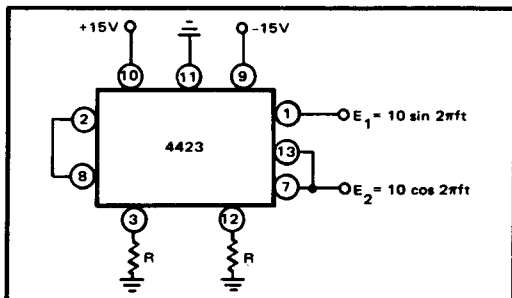 +15V
-15V
10
11
9
2
1
E₁ = 10 sin 2πft
4423
13
8
7
E₂ = 10 cos 2πft
3
12
R
R